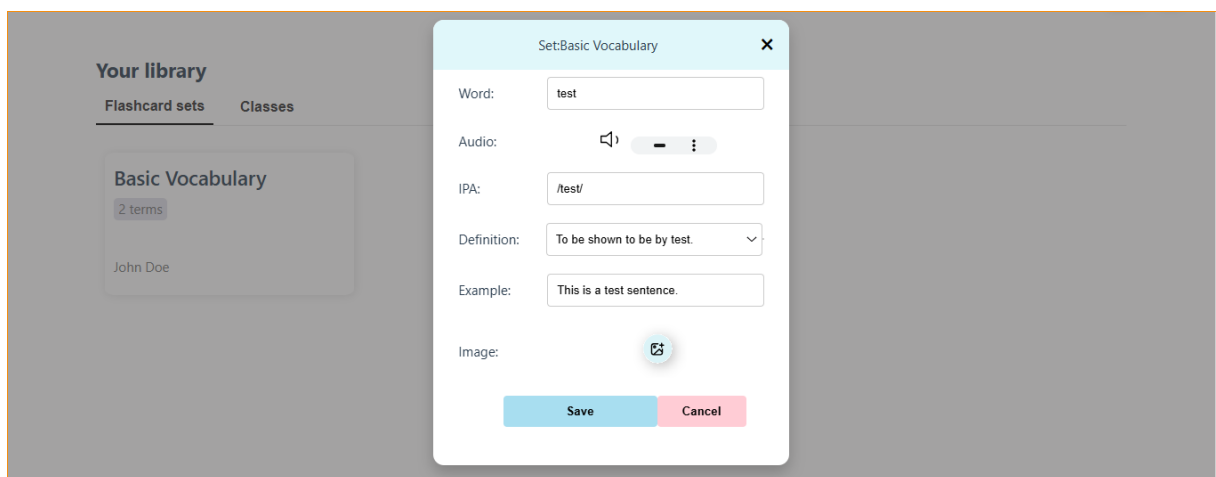 Your library
Flashcard sets Classes
Basic Vocabulary
2 terms
John Doe
Set:Basic Vocabulary
Word: test
Audio:
IPA: /test/
Definition: To be shown to be by test.
Example: This is a test sentence.
Image:
Save Cancel